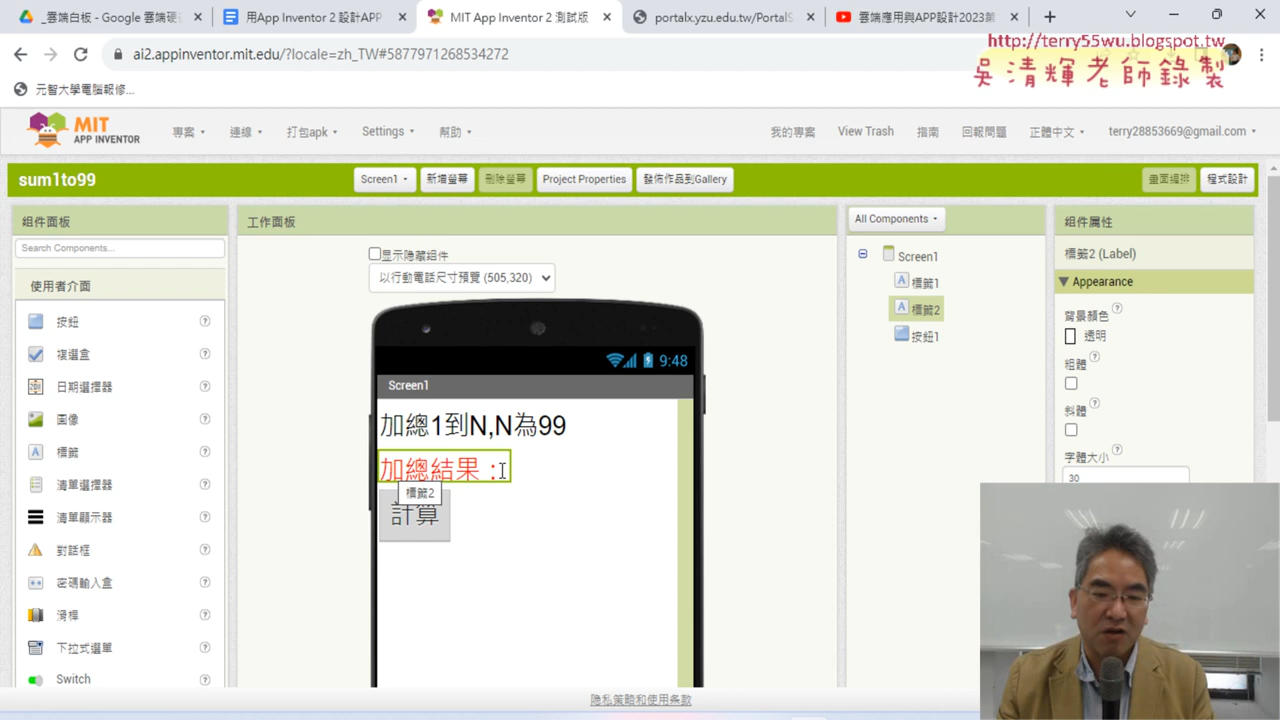 _雲端白板 - Google 雲端硬碟
用App Inventor 2 設計APP
MIT App Inventor 2 測試版
portalx.yzu.edu.tw/PortalS
雲端應用與APP設計2023第
http://terry55wu.blogspot.tw
ai2.appinventor.mit.edu/?locale=zh_TW#5877971268534272
吳清輝老師錄製
元智大學電腦報修...
MIT
APP INVENTOR
專案
連線
打包apk
Settings
幫助
我的專案
View Trash
指南
回報問題
正體中文
terry28853669@gmail.com
sum1to99
Screen1
新增螢幕
刪除螢幕
Project Properties
發佈作品到Gallery
畫面編排
程式設計
組件面板
Search Components...
使用者介面
按鈕
複選盒
日期選擇器
圖像
標籤
清單選擇器
清單顯示器
對話框
密碼輸入盒
滑桿
下拉式選單
Switch
工作面板
显示隐藏组件
以行動電話尺寸預覽 (505,320)
9:48
Screen1
加總1到N,N為99
加總結果 :
標籤2
計算
All Components
Screen1
標籤1
標籤2
按鈕1
組件屬性
標籤2 (Label)
Appearance
背景顏色
透明
粗體
斜體
字體大小
30
隐私策略和使用条款